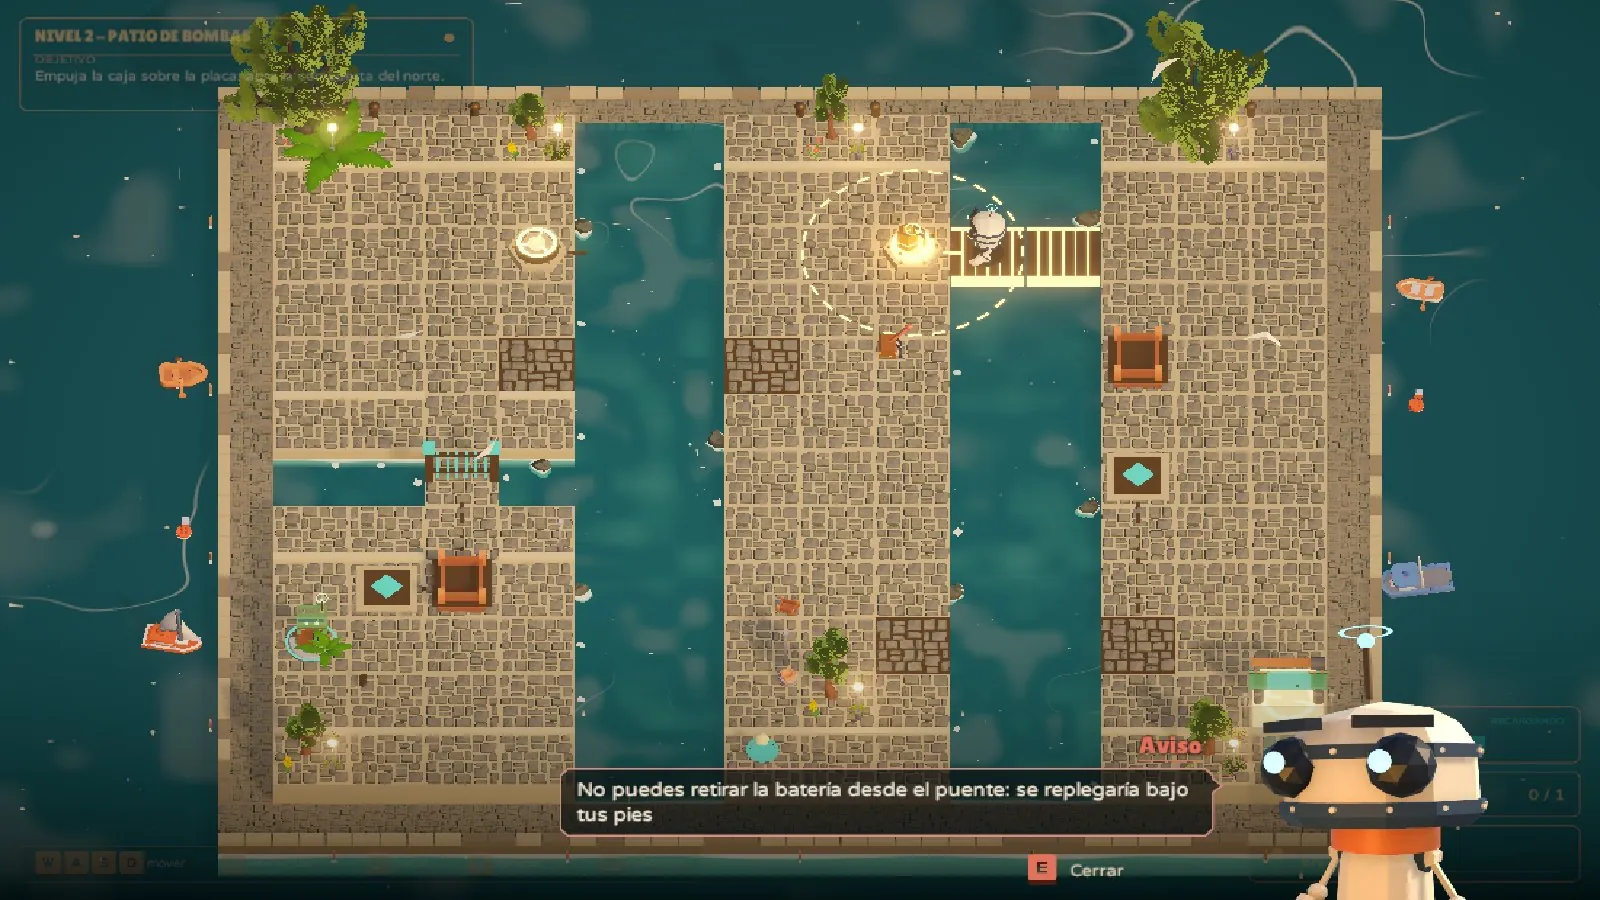 NIVEL 2 – PATIO DE BOMBAS
OBJETIVO
Empuja la caja sobre la placa
del norte.
Aviso
No puedes retirar la batería desde el puente: se replegaría bajo
tus pies
0 / 1
W A S D mover
E Cerrar